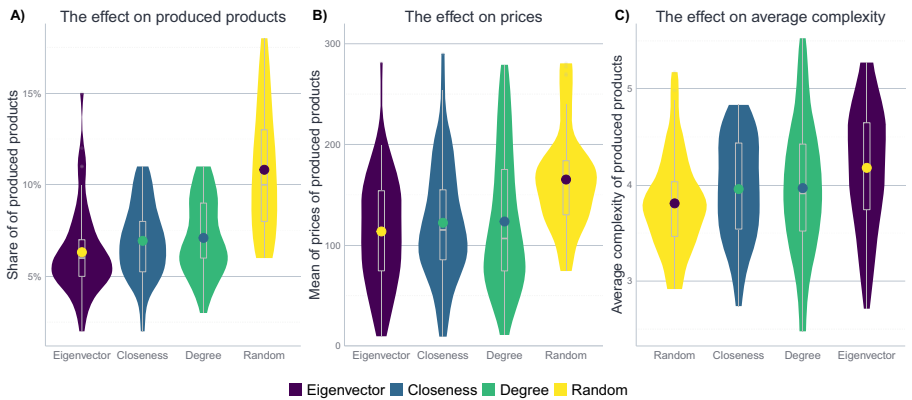 A) The effect on produced products
Share of produced products
15%
10%
5%
Eigenvector Closeness Degree Random
B) The effect on prices
Mean of prices of produced products
300
200
100
0
Eigenvector Closeness Degree Random
C) The effect on average complexity
Average complexity of produced products
5
4
3
Random Closeness Degree Eigenvector
Eigenvector Closeness Degree Random